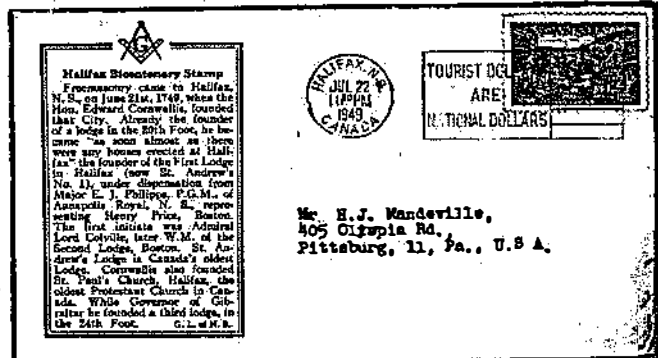 G
Halifax Bicentenary Stamp
Freemasonry came to Halifax,
N. S., on June 21st, 1749, when the
Hon. Edward Cornwallis, founded
that City. Already the founder
of a lodge in the 20th Foot, he be-
came "as soon almost as there
were any houses erected at Hali-
fax" the founder of the First Lodge
in Halifax (now St. Andrew's
No. 1), under dispensation from
Major E. J. Philipps, P.G.M., of
Annapolis Royal, N. S., repre-
senting Henry Price, Boston.
The first initiate was Admiral
Lord Colville, later W.M. of the
Second Lodge, Boston. St. An-
drew's Lodge is Canada's oldest
Lodge. Cornwallis also founded
St. Paul's Church, Halifax, the
oldest Protestant Church in Can-
ada. While Governor of Gib-
raltar he founded a third lodge, in
the 24th Foot. G. L. of N. S.
HALIFAX, N.S.
JUL 22
1949
CANADA
TOURIST DOL
ARE
NATIONAL DOLLARS
Mr. H.J. Mandeville,
405 Olympia Rd.,
Pittsburg, 11, Pa., U.S A.